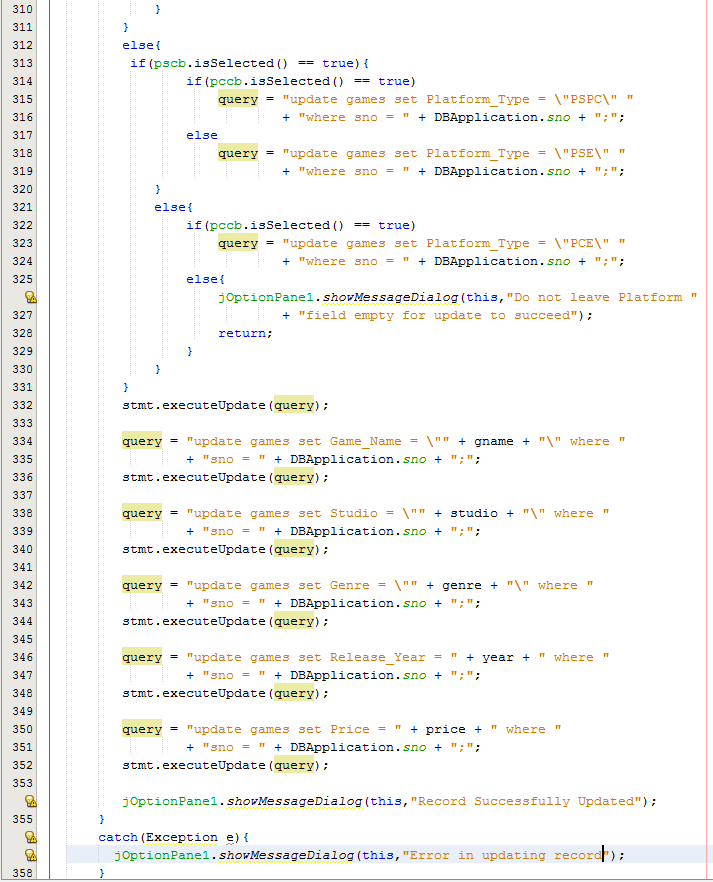 310 }
311 }
312 else{
313 if(pscb.isSelected() == true){
314 if(pccb.isSelected() == true)
315 query = "update games set Platform_Type = \"PSPC\" "
316 + "where sno = " + DBApplication.sno + ";";
317 else
318 query = "update games set Platform_Type = \"PSE\" "
319 + "where sno = " + DBApplication.sno + ";";
320 }
321 else{
322 if(pccb.isSelected() == true)
323 query = "update games set Platform_Type = \"PCE\" "
324 + "where sno = " + DBApplication.sno + ";";
325 else{
jOptionPane1.showMessageDialog(this,"Do not leave Platform "
327 + "field empty for update to succeed");
328 return;
329 }
330 }
331 }
332 stmt.executeUpdate(query);
333
334 query = "update games set Game_Name = \"" + gname + "\" where "
335 + "sno = " + DBApplication.sno + ";";
336 stmt.executeUpdate(query);
337
338 query = "update games set Studio = \"" + studio + "\" where "
339 + "sno = " + DBApplication.sno + ";";
340 stmt.executeUpdate(query);
341
342 query = "update games set Genre = \"" + genre + "\" where "
343 + "sno = " + DBApplication.sno + ";";
344 stmt.executeUpdate(query);
345
346 query = "update games set Release_Year = " + year + " where "
347 + "sno = " + DBApplication.sno + ";";
348 stmt.executeUpdate(query);
349
350 query = "update games set Price = " + price + " where "
351 + "sno = " + DBApplication.sno + ";";
352 stmt.executeUpdate(query);
353
jOptionPane1.showMessageDialog(this,"Record Successfully Updated");
355 }
catch(Exception e){
jOptionPane1.showMessageDialog(this,"Error in updating record");
358 }